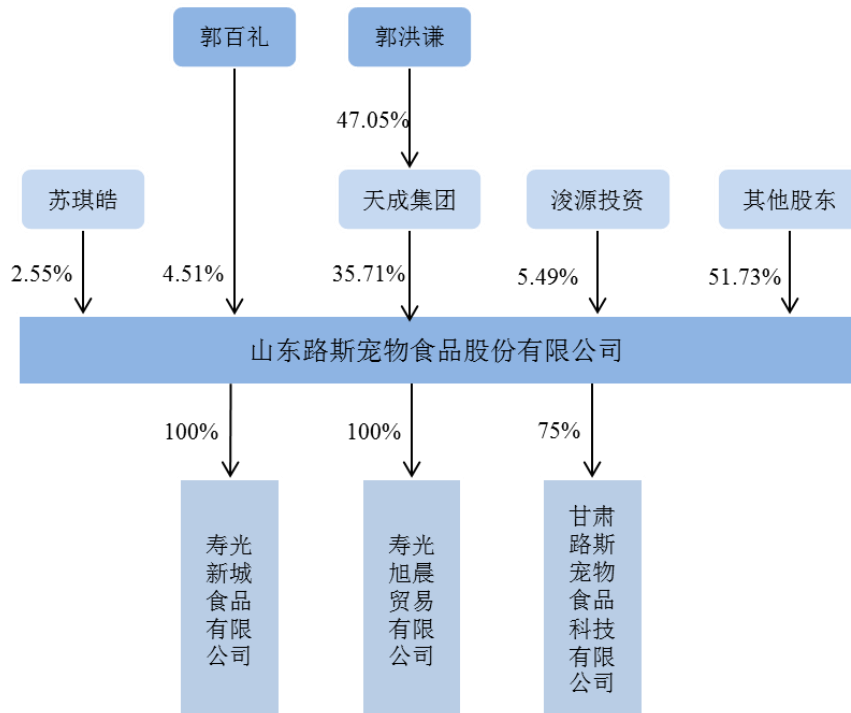 郭百礼
郭洪谦
47.05%
苏琪皓
天成集团
浚源投资
其他股东
2.55%
4.51%
35.71%
5.49%
51.73%
山东路斯宠物食品股份有限公司
100%
100%
75%
寿光
新城
食品
有限
公司
寿光
旭晨
贸易
有限
公司
甘肃
路斯
宠物
食品
科技
有限
公司